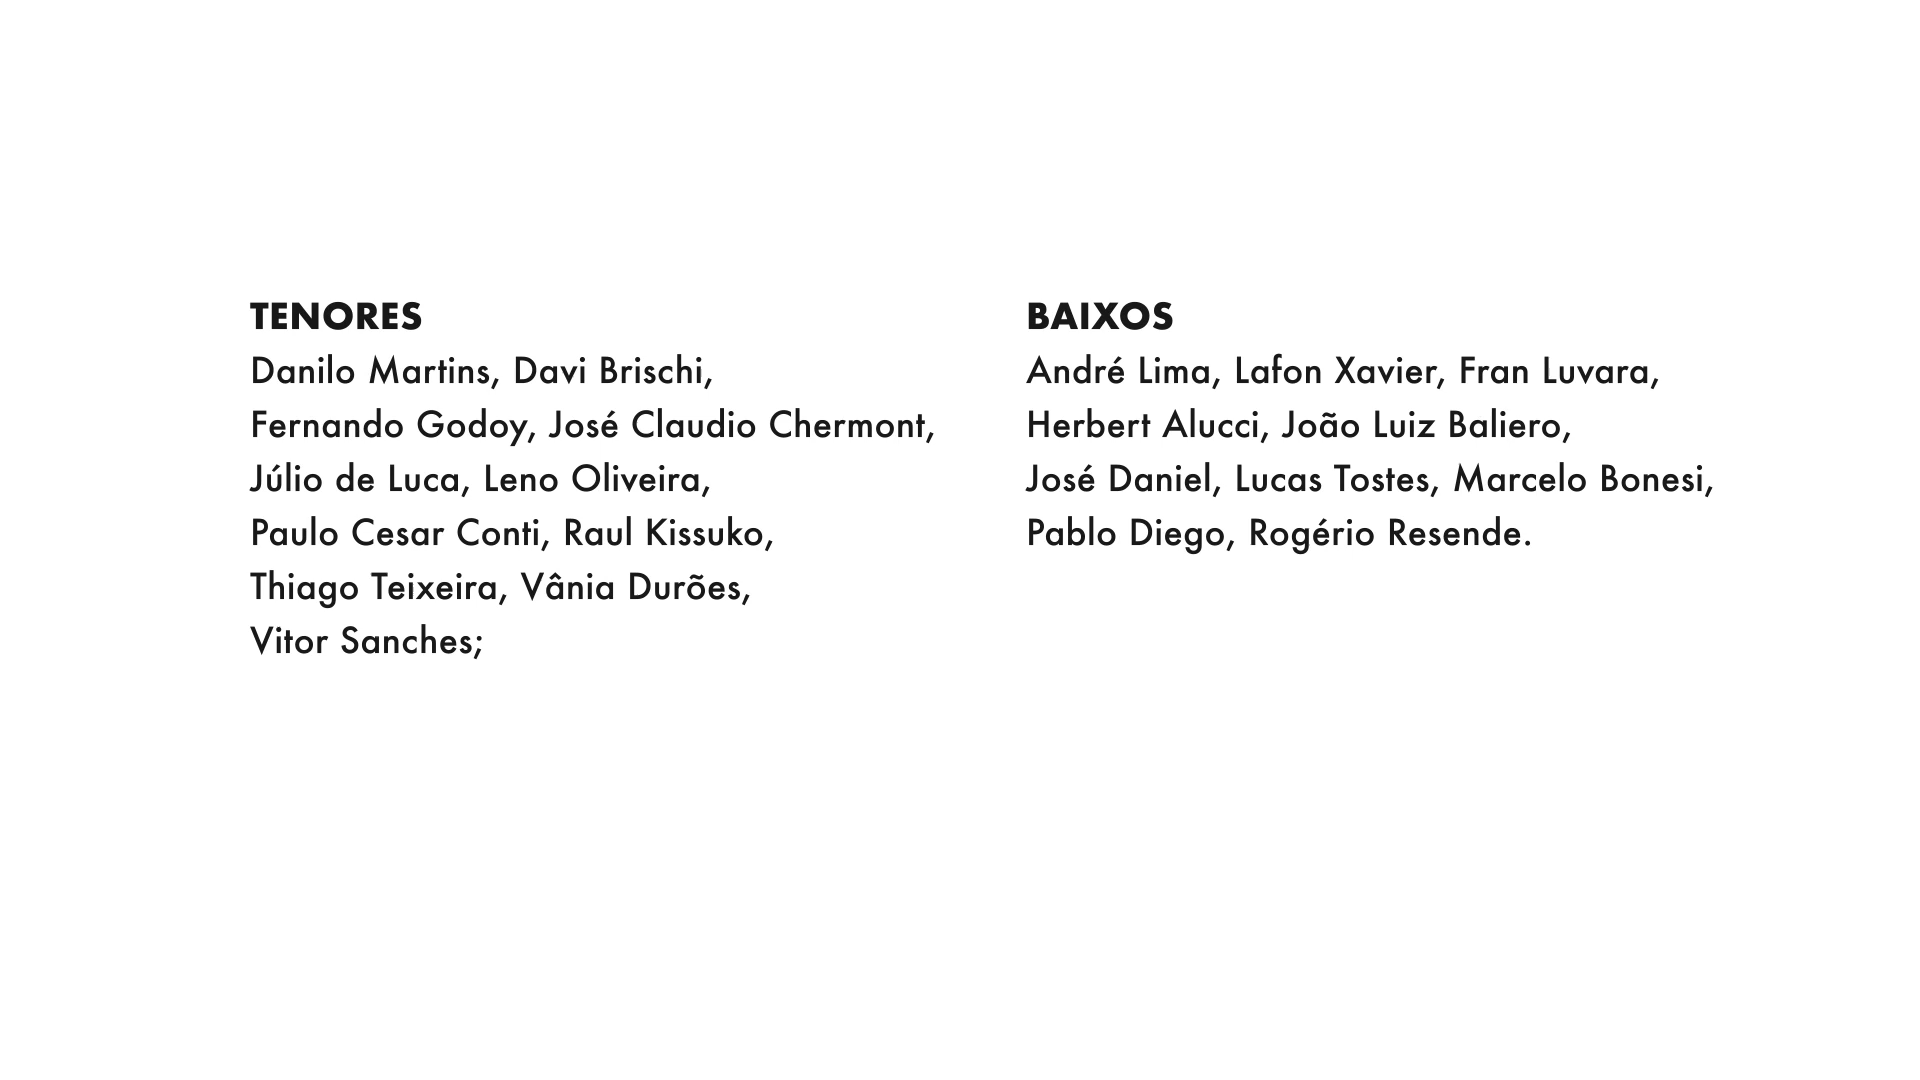 TENORES
Danilo Martins, Davi Brischi,
Fernando Godoy, José Claudio Chermont,
Júlio de Luca, Leno Oliveira,
Paulo Cesar Conti, Raul Kissuko,
Thiago Teixeira, Vânia Durões,
Vitor Sanches;
BAIXOS
André Lima, Lafon Xavier, Fran Luvara,
Herbert Alucci, João Luiz Baliero,
José Daniel, Lucas Tostes, Marcelo Bonesi,
Pablo Diego, Rogério Resende.